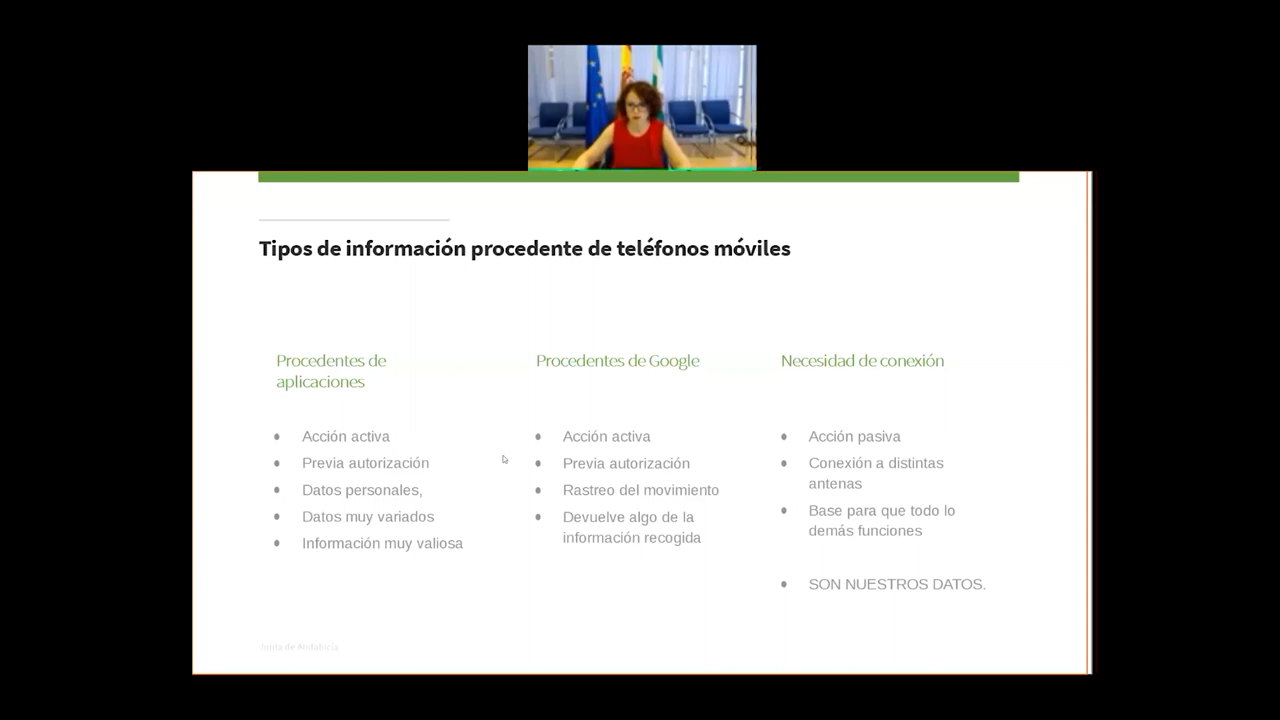 Tipos de información procedente de teléfonos móviles
Procedentes de
aplicaciones
Acción activa
Previa autorización
Datos personales,
Datos muy variados
Información muy valiosa
Procedentes de Google
Acción activa
Previa autorización
Rastreo del movimiento
Devuelve algo de la
información recogida
Necesidad de conexión
Acción pasiva
Conexión a distintas
antenas
Base para que todo lo
demás funciones
SON NUESTROS DATOS.
Junta de Andalucía